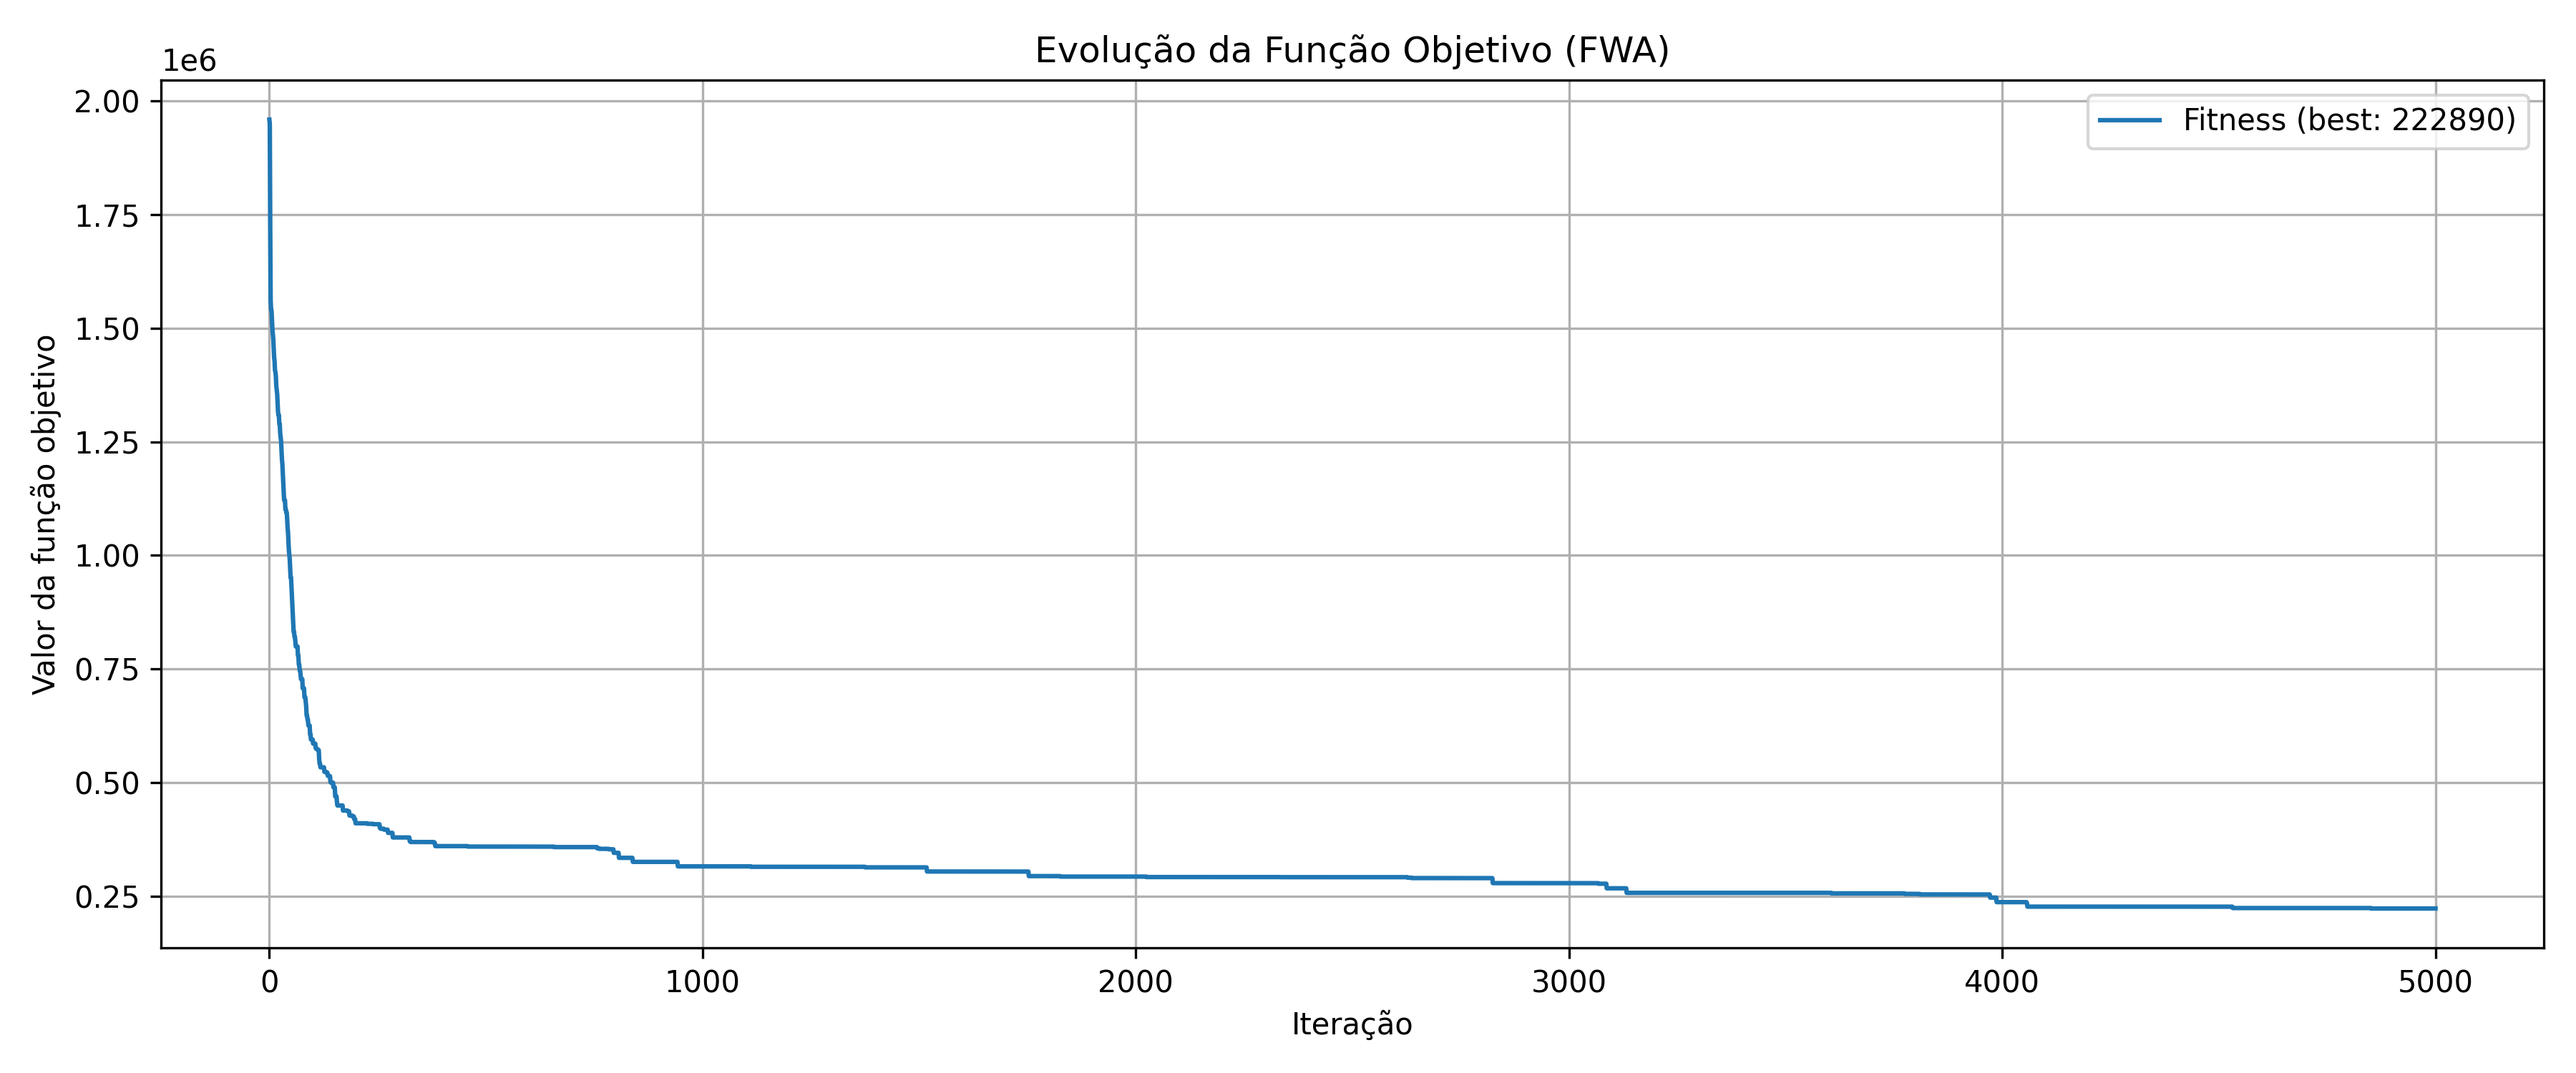 Evolução da Função Objetivo (FWA)
1e6
Fitness (best: 222890)
Valor da função objetivo
2.00
1.75
1.50
1.25
1.00
0.75
0.50
0.25
0 1000 2000 3000 4000 5000
Iteração